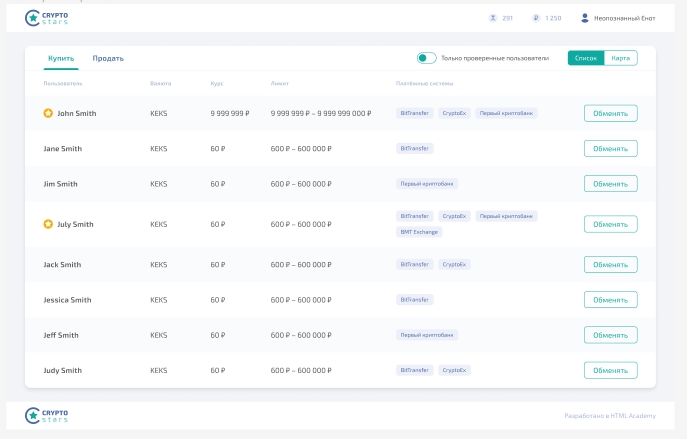 CRYPTO
stars
291
₽ 1 250
Неопознанный Енот
Купить
Продать
Только проверенные пользователи
Список
Карта
Пользователь
Валюта
Курс
Лимит
Платёжные системы
John Smith KEKS 9 999 999 ₽ 9 999 999 ₽ – 9 999 999 000 ₽ BitTransfer CryptoEx Первый криптобанк Обменять
Jane Smith KEKS 60 ₽ 600 ₽ – 600 000 ₽ BitTransfer Обменять
Jim Smith KEKS 60 ₽ 600 ₽ – 600 000 ₽ Первый криптобанк Обменять
July Smith KEKS 60 ₽ 600 ₽ – 600 000 ₽ BitTransfer CryptoEx Первый криптобанк Обменять
BMT Exchange
Jack Smith KEKS 60 ₽ 600 ₽ – 600 000 ₽ BitTransfer CryptoEx Обменять
Jessica Smith KEKS 60 ₽ 600 ₽ – 600 000 ₽ BitTransfer Обменять
Jeff Smith KEKS 60 ₽ 600 ₽ – 600 000 ₽ Первый криптобанк Обменять
Judy Smith KEKS 60 ₽ 600 ₽ – 600 000 ₽ BitTransfer CryptoEx Обменять
CRYPTO
stars
Разработано в HTML Academy